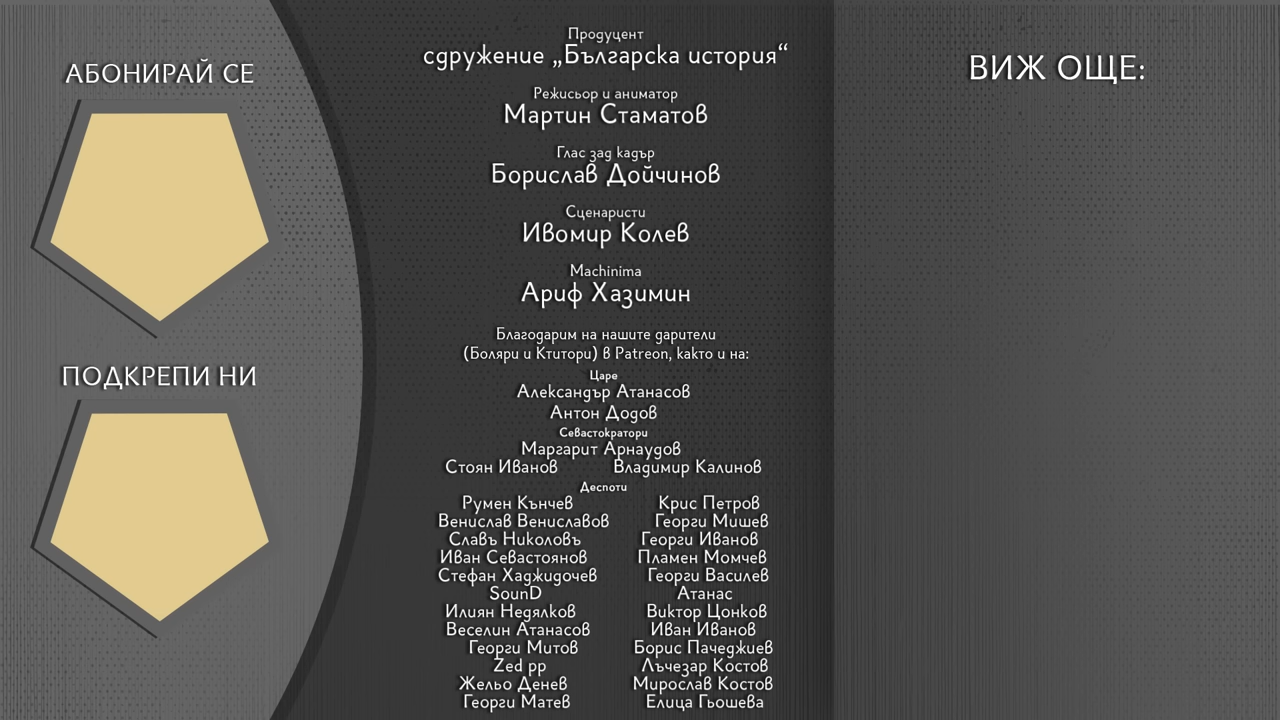 АБОНИРАЙ СЕ
ПОДКРЕПИ НИ
Продуцент
сдружение „Българска история“
Режисьор и аниматор
Мартин Стаматов
Глас зад кадър
Борислав Дойчинов
Сценаристи
Ивомир Колев
Machinima
Ариф Хазимин
Благодарим на нашите дарители
(Боляри и Ктитори) в Patreon, както и на:
Царе
Александър Атанасов
Антон Додов
Севастократори
Маргарит Арнаудов
Стоян Иванов Владимир Калинов
Деспоти
Румен Кънчев Крис Петров
Венислав Вениславов Георги Мишев
Славъ Николовъ Георги Иванов
Иван Севастоянов Пламен Момчев
Стефан Хаджидочев Георги Василев
SounD Атанас
Илиян Недялков Виктор Цонков
Веселин Атанасов Иван Иванов
Георги Митов Борис Пачеджиев
Zed pp Лъчезар Костов
Жельо Денев Мирослав Костов
Георги Матев Елица Гьошева
ВИЖ ОЩЕ: